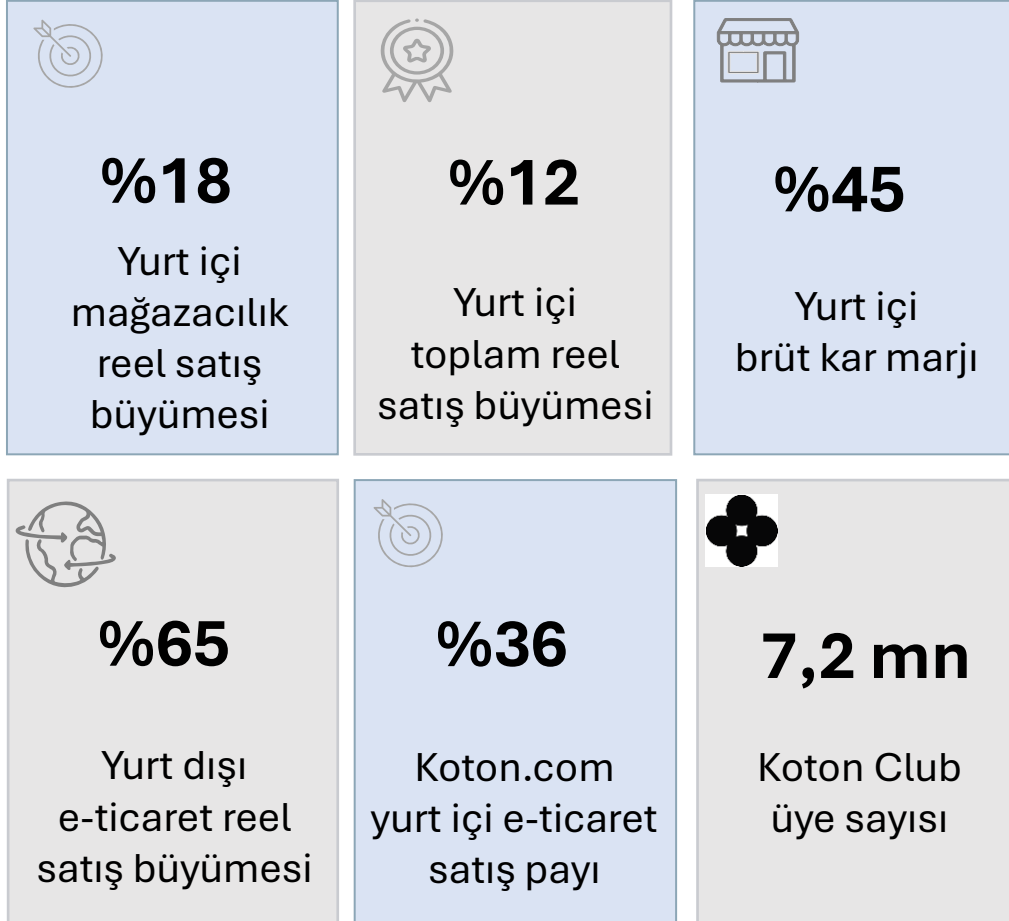 %18
Yurt içi
mağazacılık
reel satış
büyümesi
%12
Yurt içi
toplam reel
satış büyümesi
%45
Yurt içi
brüt kar marjı
%65
Yurt dışı
e-ticaret reel
satış büyümesi
%36
Koton.com
yurt içi e-ticaret
satış payı
7,2 mn
Koton Club
üye sayısı